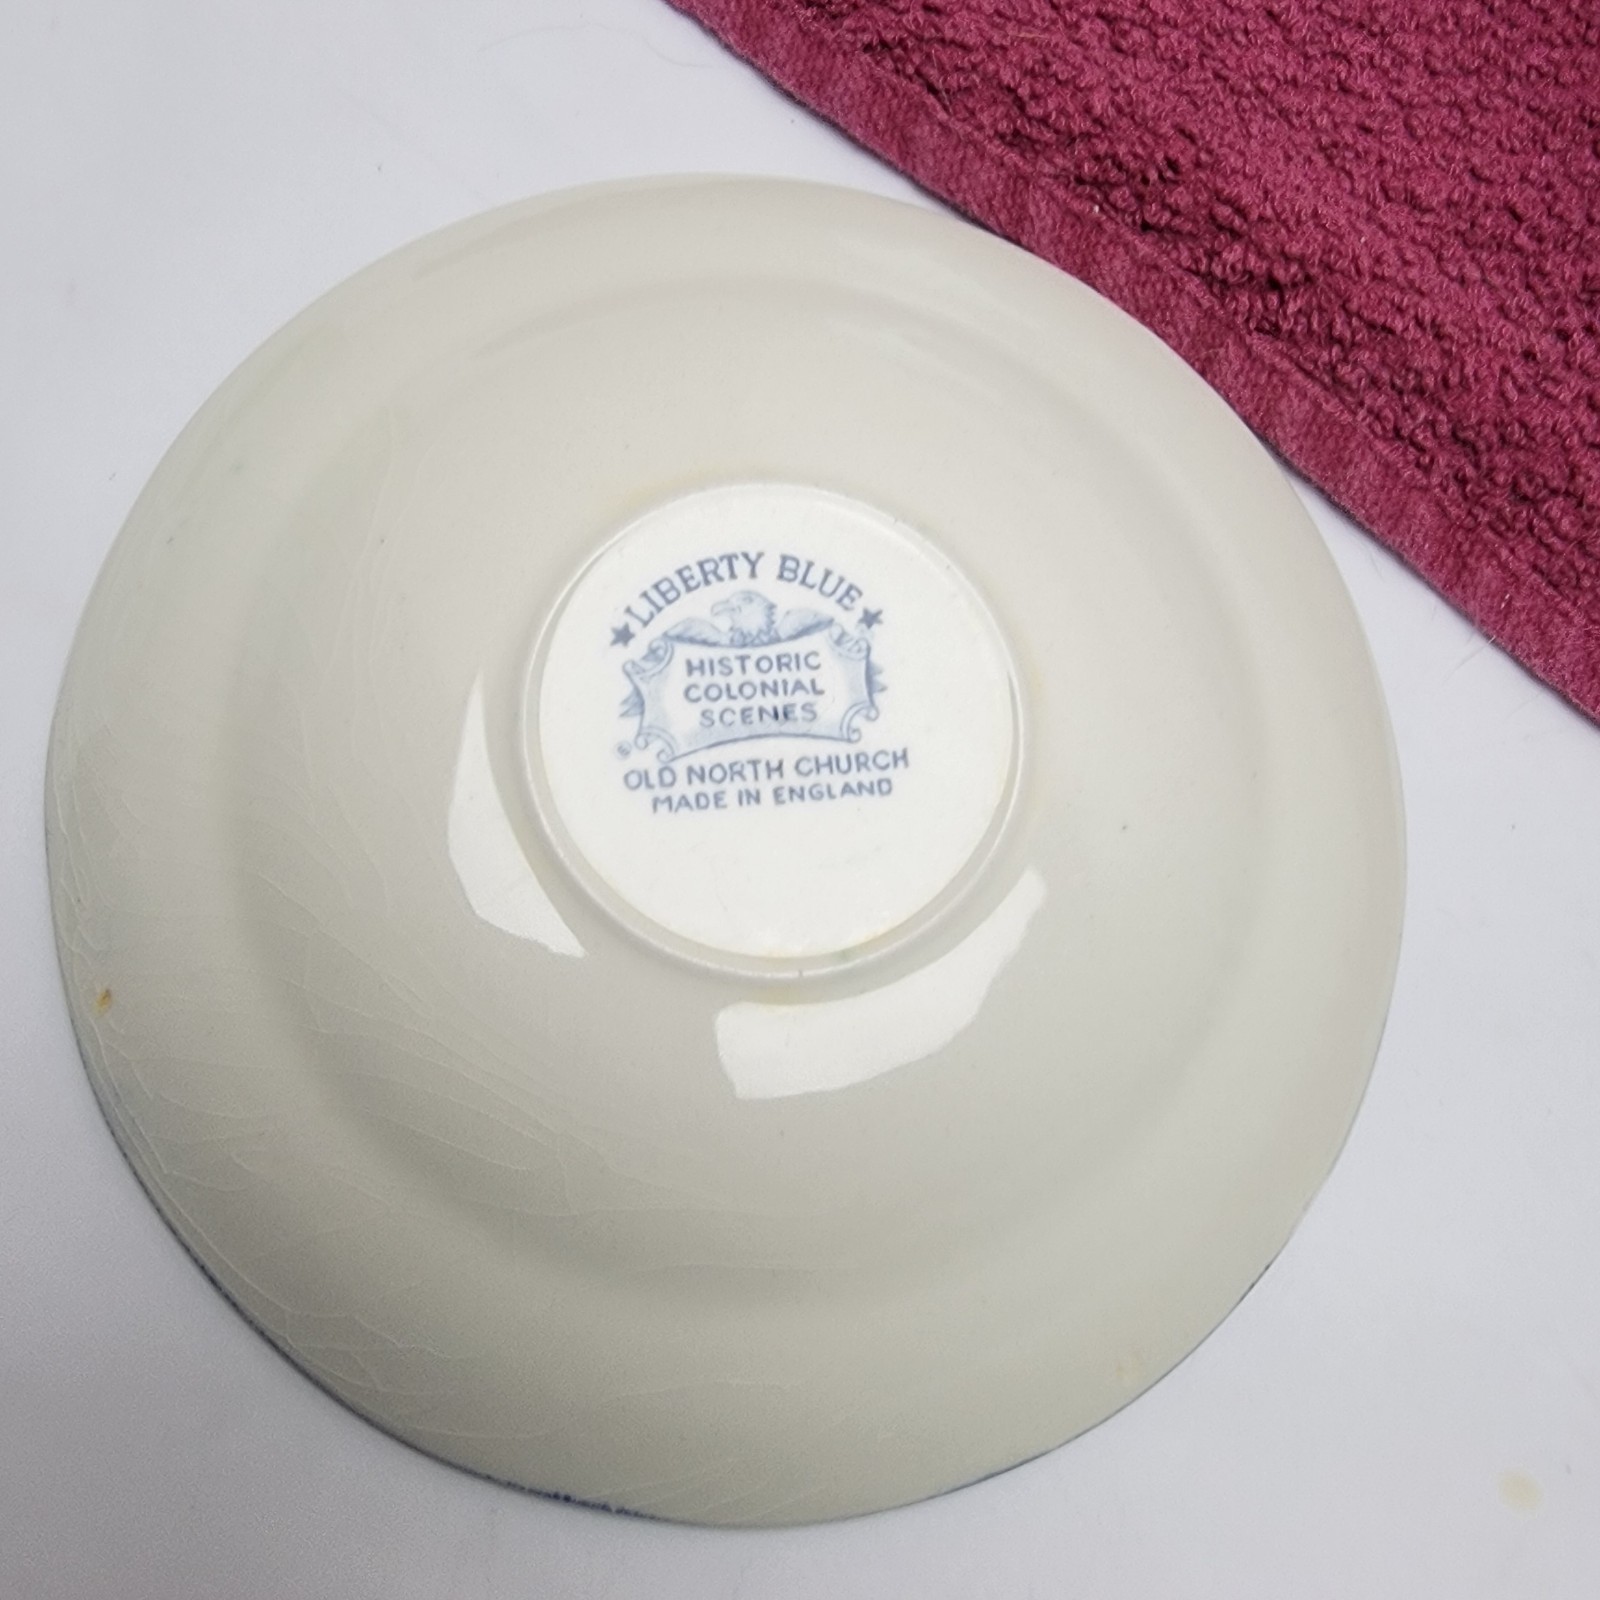 ★ LIBERTY BLUE ★
HISTORIC
COLONIAL
SCENES
OLD NORTH CHURCH
MADE IN ENGLAND